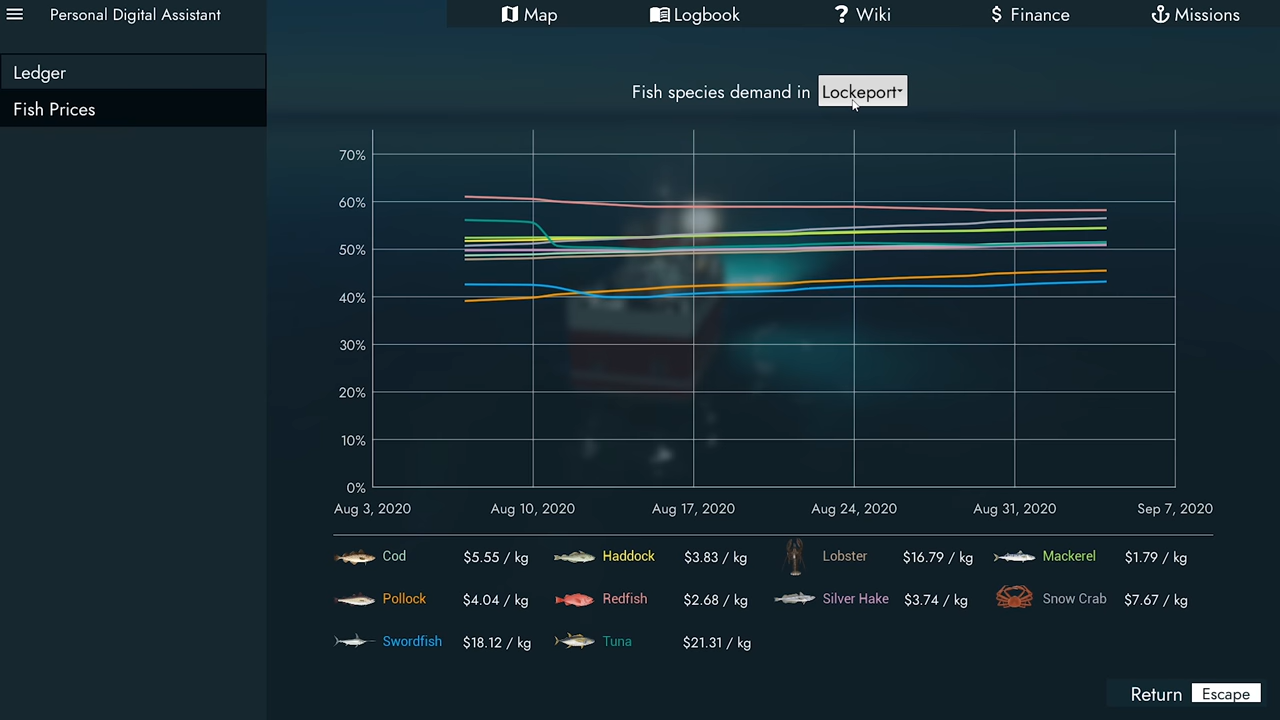 Personal Digital Assistant
Map Logbook ? Wiki $ Finance Missions
Ledger
Fish Prices
Fish species demand in Lockeport
70%
60%
50%
40%
30%
20%
10%
0%
Aug 3, 2020 Aug 10, 2020 Aug 17, 2020 Aug 24, 2020 Aug 31, 2020 Sep 7, 2020
Cod $5.55 / kg Haddock $3.83 / kg Lobster $16.79 / kg Mackerel $1.79 / kg
Pollock $4.04 / kg Redfish $2.68 / kg Silver Hake $3.74 / kg Snow Crab $7.67 / kg
Swordfish $18.12 / kg Tuna $21.31 / kg
Return Escape